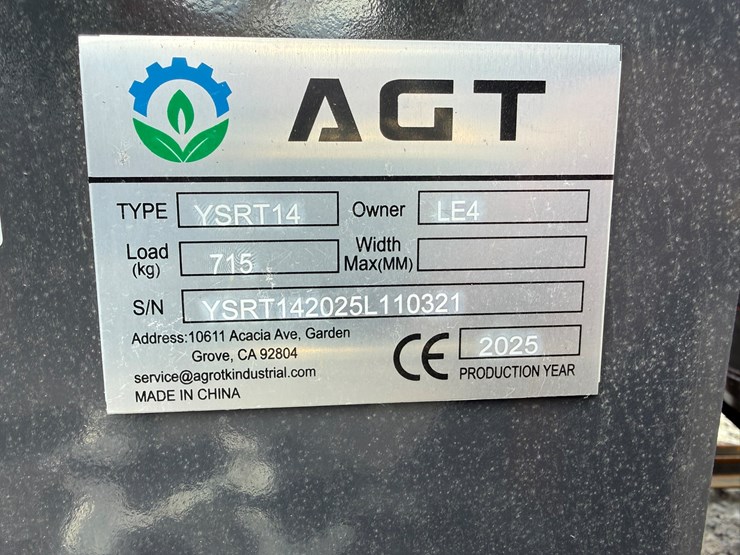 AGT
TYPE YSRT14 Owner LE4
Load (kg) 715 Width Max(MM)
S/N YSRT142025L110321
Address:10611 Acacia Ave, Garden
Grove, CA 92804
service@agrotkindustrial.com
MADE IN CHINA
CE 2025
PRODUCTION YEAR